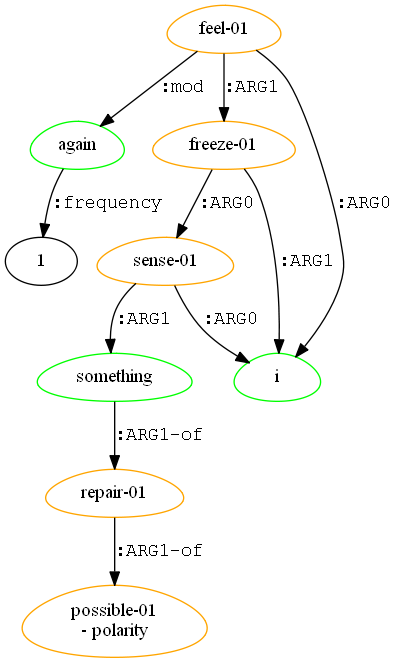 feel-01
:mod
:ARG1
again
freeze-01
:frequency
:ARG0
:ARG0
1
sense-01
:ARG1
:ARG1
:ARG0
something
i
:ARG1-of
repair-01
:ARG1-of
possible-01
- polarity